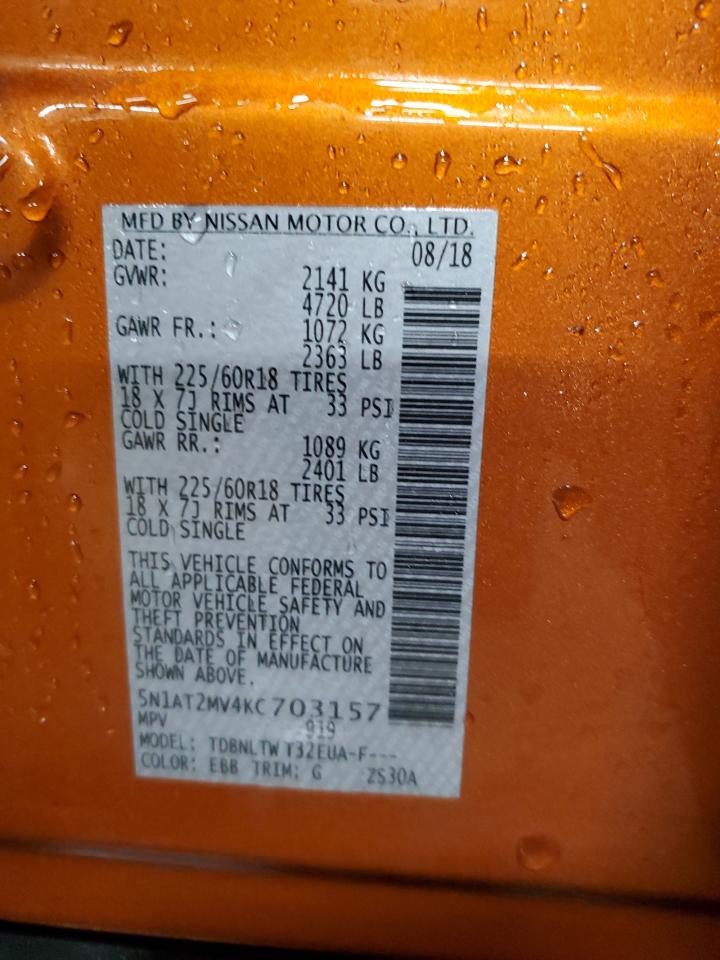 MFD BY NISSAN MOTOR CO., LTD.
DATE: 08/18
GVWR: 2141 KG
4720 LB
GAWR FR.: 1072 KG
2363 LB
WITH 225/60R18 TIRES
18 X 7J RIMS AT 33 PSI
COLD SINGLE
GAWR RR.: 1089 KG
2401 LB
WITH 225/60R18 TIRES
18 X 7J RIMS AT 33 PSI
COLD SINGLE
THIS VEHICLE CONFORMS TO
ALL APPLICABLE FEDERAL
MOTOR VEHICLE SAFETY AND
THEFT PREVENTION
STANDARDS IN EFFECT ON
THE DATE OF MANUFACTURE
SHOWN ABOVE.
5N1AT2MV4KC703157
MPV 919
MODEL: TDBNLTW T32EUA-F---
COLOR: EBB TRIM: G ZS30A